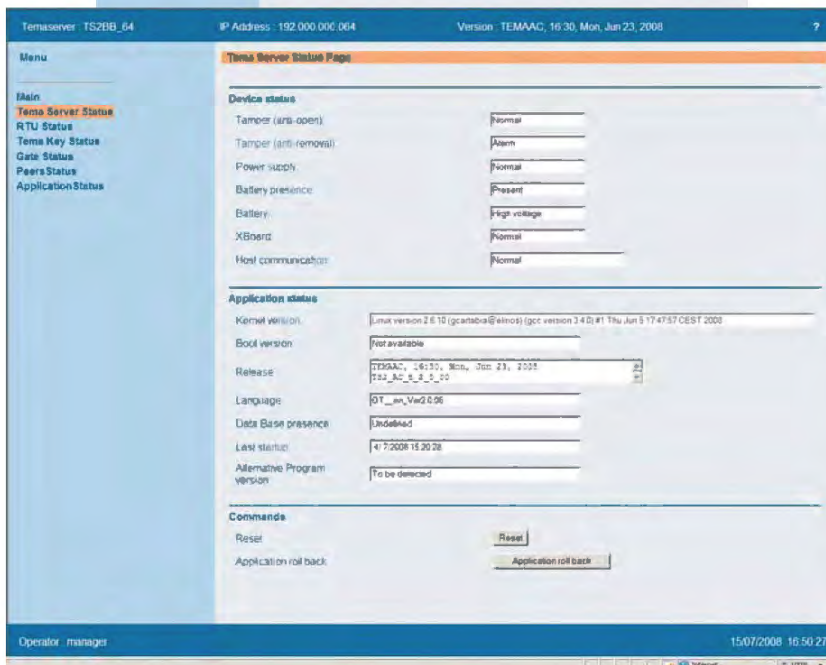 Temaserver : TS2BB_64 IP Address : 192.000.000.064 Version : TEMAAC, 16:30, Mon, Jun 23, 2008 ?
Menu
Main
Tema Server Status
RTU Status
Tema Key Status
Gate Status
Peers Status
Application Status
Tema Server Status Page
Device status
Tamper (anti-open) Normal
Tamper (anti-removal) Alarm
Power supply Normal
Battery presence Present
Battery High voltage
XBoard Normal
Host communication Normal
Application status
Kernel version Linux version 2.6.10 (gcartabia@elinos) (gcc version 3.4.0) #1 Thu Jun 5 17:47:57 CEST 2008
Boot version Not available
Release TEMAAC, 16:30, Mon, Jun 23, 2008
Language
Data Base presence Undefined
Last startup 4/ 7/2008 15:20:28
Alternative Program version To be detected
Commands
Reset Reset
Application roll back Application roll back
Operator : manager 15/07/2008 16:50:27